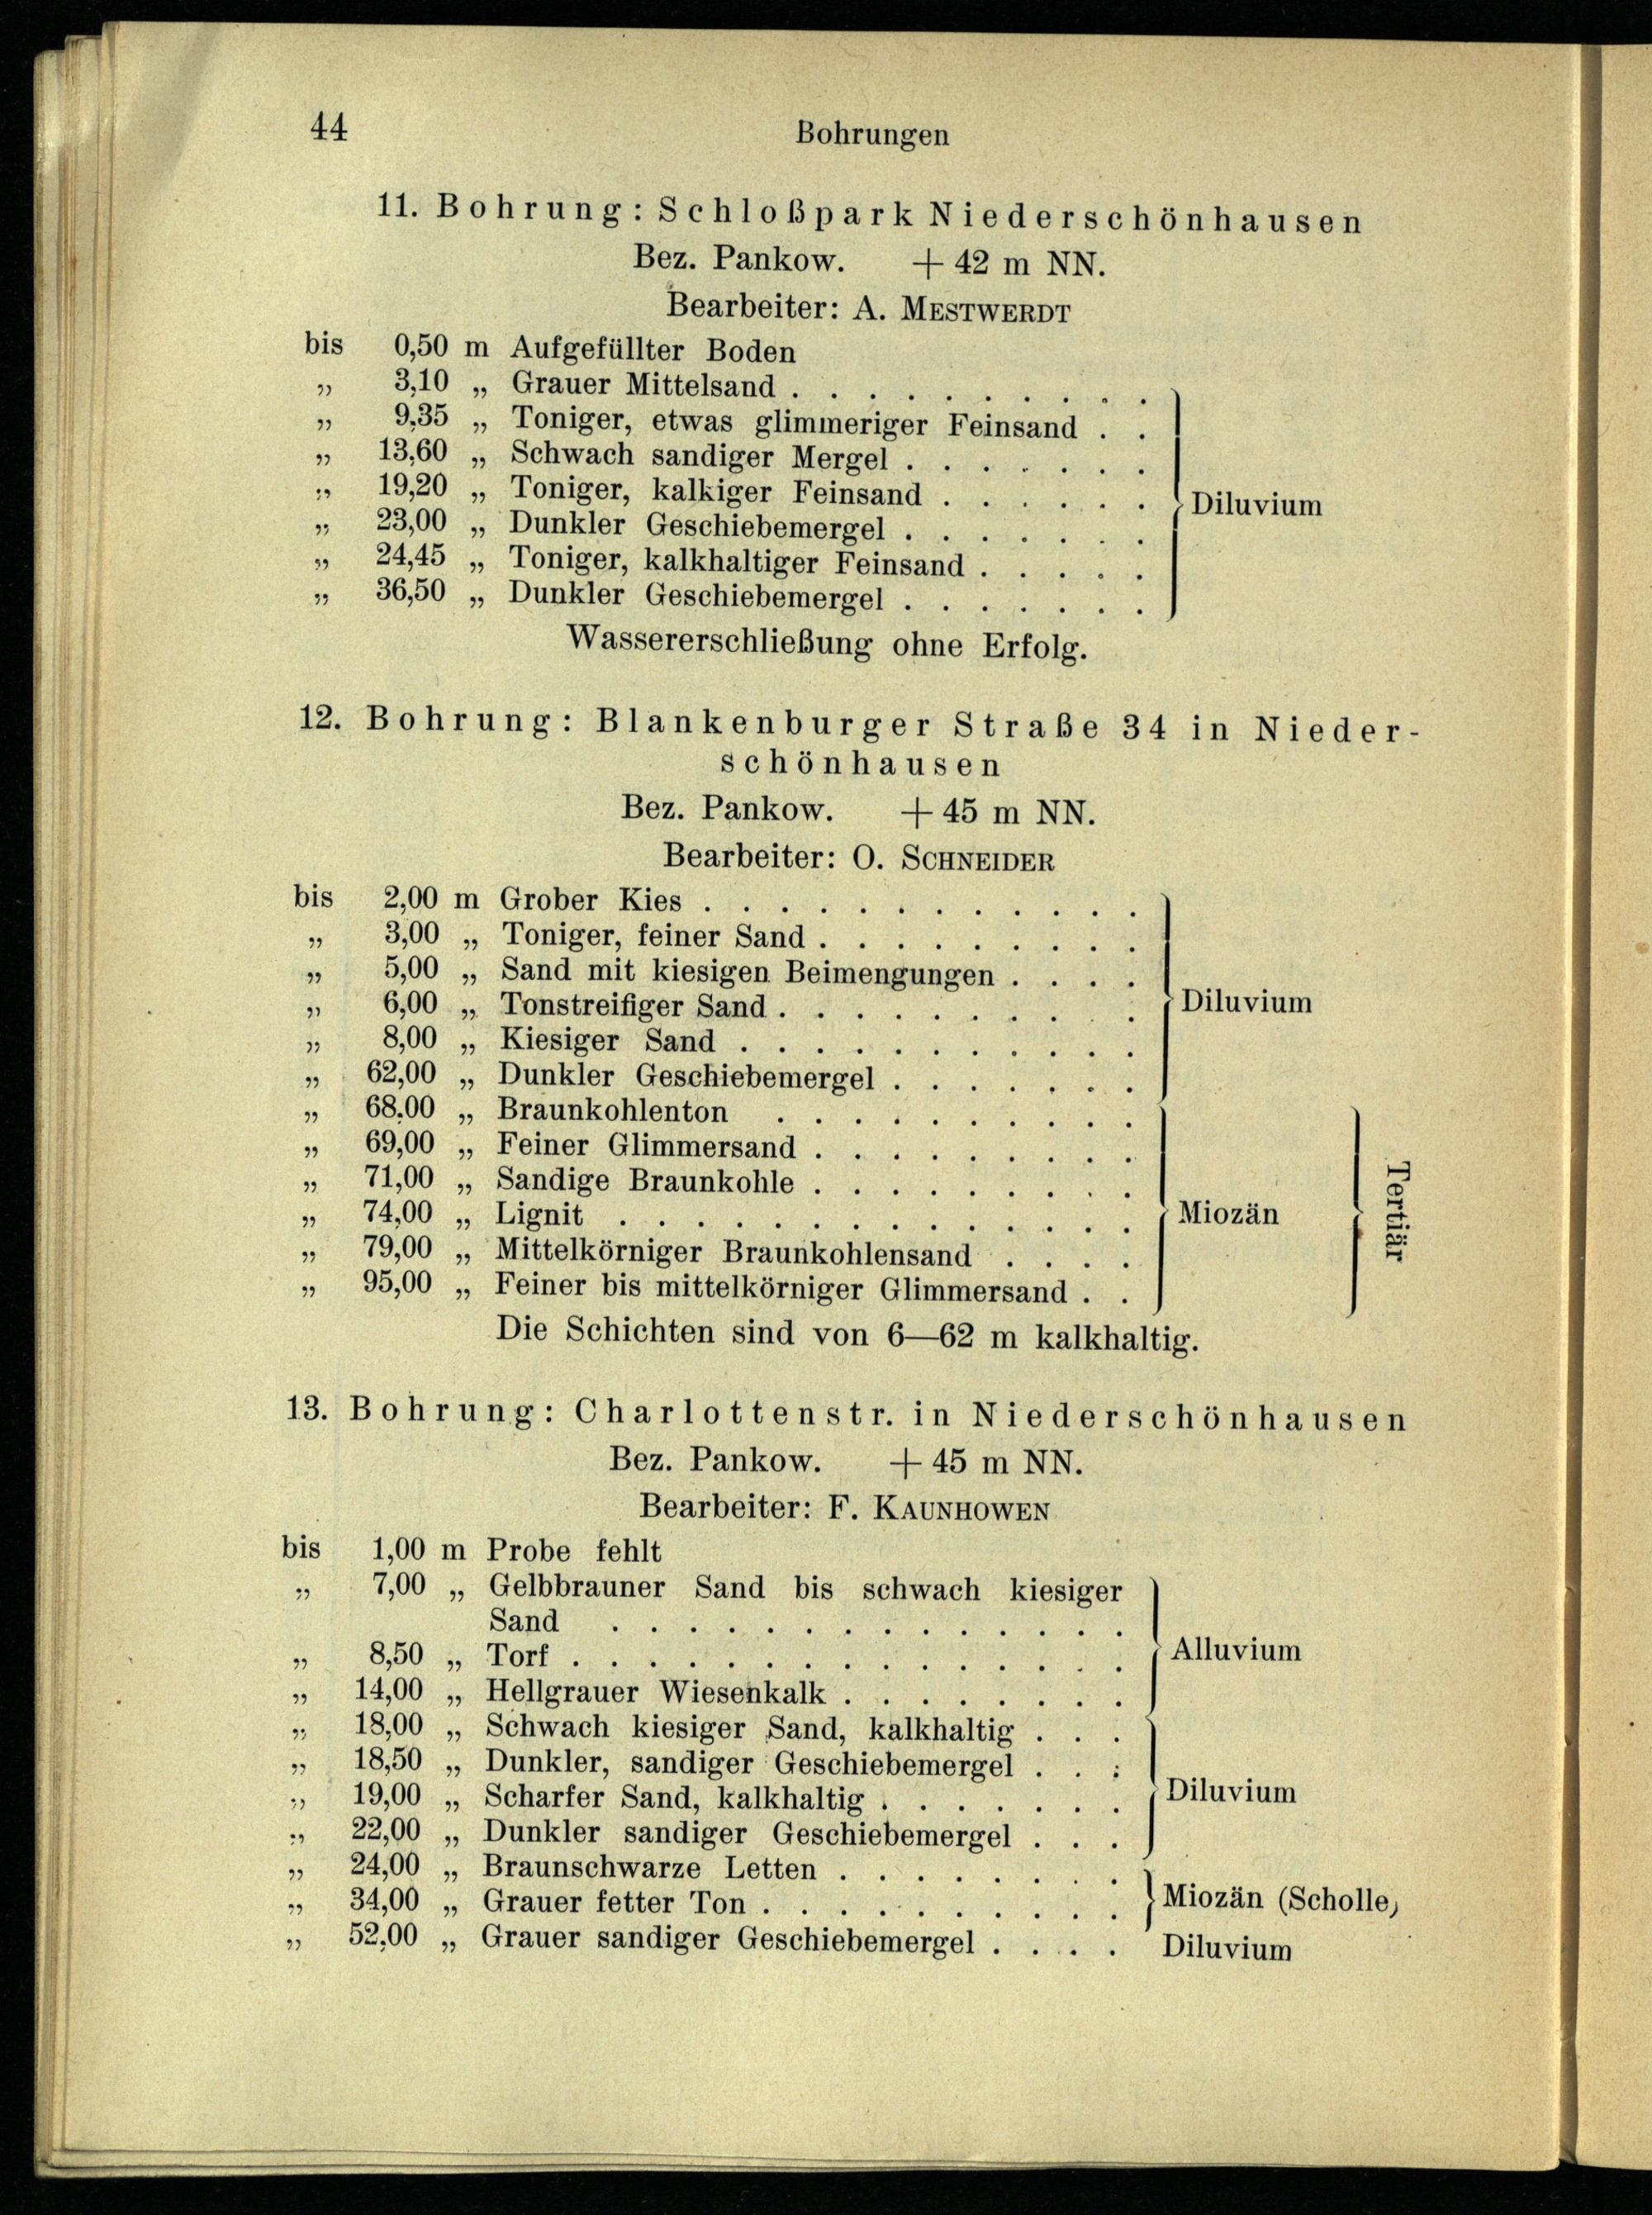 44
Bohrungen
11. Bohrung: Schloßpark Niederschönhausen
Bez. Pankow. + 42 m NN.
Bearbeiter: A. MESTWERDT
bis 0,50 m Aufgefüllter Boden
„ 3,10 „ Grauer Mittelsand . . . . . . . . . .
„ 9,35 „ Toniger, etwas glimmeriger Feinsand . .
„ 13,60 „ Schwach sandiger Mergel . . . . . . .
„ 19,20 „ Toniger, kalkiger Feinsand . . . . . . Diluvium
„ 23,00 „ Dunkler Geschiebemergel . . . . . . .
„ 24,45 „ Toniger, kalkhaltiger Feinsand . . . . .
„ 36,50 „ Dunkler Geschiebemergel . . . . . . .
Wassererschließung ohne Erfolg.
12. Bohrung: Blankenburger Straße 34 in Nieder-
schönhausen
Bez. Pankow. + 45 m NN.
Bearbeiter: O. SCHNEIDER
bis 2,00 m Grober Kies . . . . . . . . . . . .
„ 3,00 „ Toniger, feiner Sand . . . . . . . . .
„ 5,00 „ Sand mit kiesigen Beimengungen . . . .
„ 6,00 „ Tonstreifiger Sand . . . . . . . . . . Diluvium
„ 8,00 „ Kiesiger Sand . . . . . . . . . . .
„ 62,00 „ Dunkler Geschiebemergel . . . . . . .
„ 68,00 „ Braunkohlenton . . . . . . . . . .
„ 69,00 „ Feiner Glimmersand . . . . . . . . .
„ 71,00 „ Sandige Braunkohle . . . . . . . . .
„ 74,00 „ Lignit . . . . . . . . . . . . . . Miozän Tertiär
„ 79,00 „ Mittelkörniger Braunkohlensand . . . .
„ 95,00 „ Feiner bis mittelkörniger Glimmersand . .
Die Schichten sind von 6—62 m kalkhaltig.
13. Bohrung: Charlottenstr. in Niederschönhausen
Bez. Pankow. + 45 m NN.
Bearbeiter: F. KAUNHOWEN
bis 1,00 m Probe fehlt
„ 7,00 „ Gelbbrauner Sand bis schwach kiesiger
Sand . . . . . . . . . . . . . .
„ 8,50 „ Torf . . . . . . . . . . . . . . . Alluvium
„ 14,00 „ Hellgrauer Wiesenkalk . . . . . . . .
„ 18,00 „ Schwach kiesiger Sand, kalkhaltig . . .
„ 18,50 „ Dunkler, sandiger Geschiebemergel . . .
„ 19,00 „ Scharfer Sand, kalkhaltig . . . . . . . Diluvium
„ 22,00 „ Dunkler sandiger Geschiebemergel . . .
„ 24,00 „ Braunschwarze Letten . . . . . . . .
„ 34,00 „ Grauer fetter Ton . . . . . . . . . . Miozän (Scholle)
„ 52,00 „ Grauer sandiger Geschiebemergel . . . . Diluvium